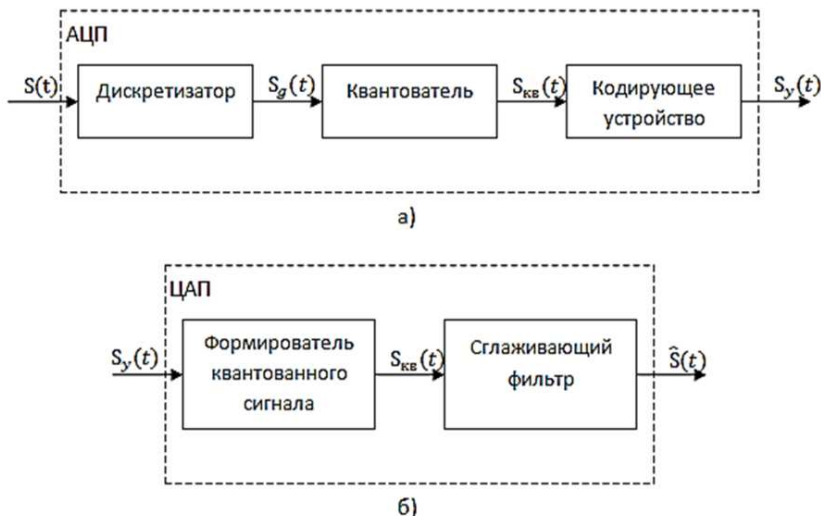 АЦП
S(t)
Дискретизатор
S_g(t)
Квантователь
S_кв(t)
Кодирующее
устройство
S_y(t)
а)
ЦАП
S_y(t)
Формирователь
квантованного
сигнала
S_кв(t)
Сглаживающий
фильтр
Ŝ(t)
б)